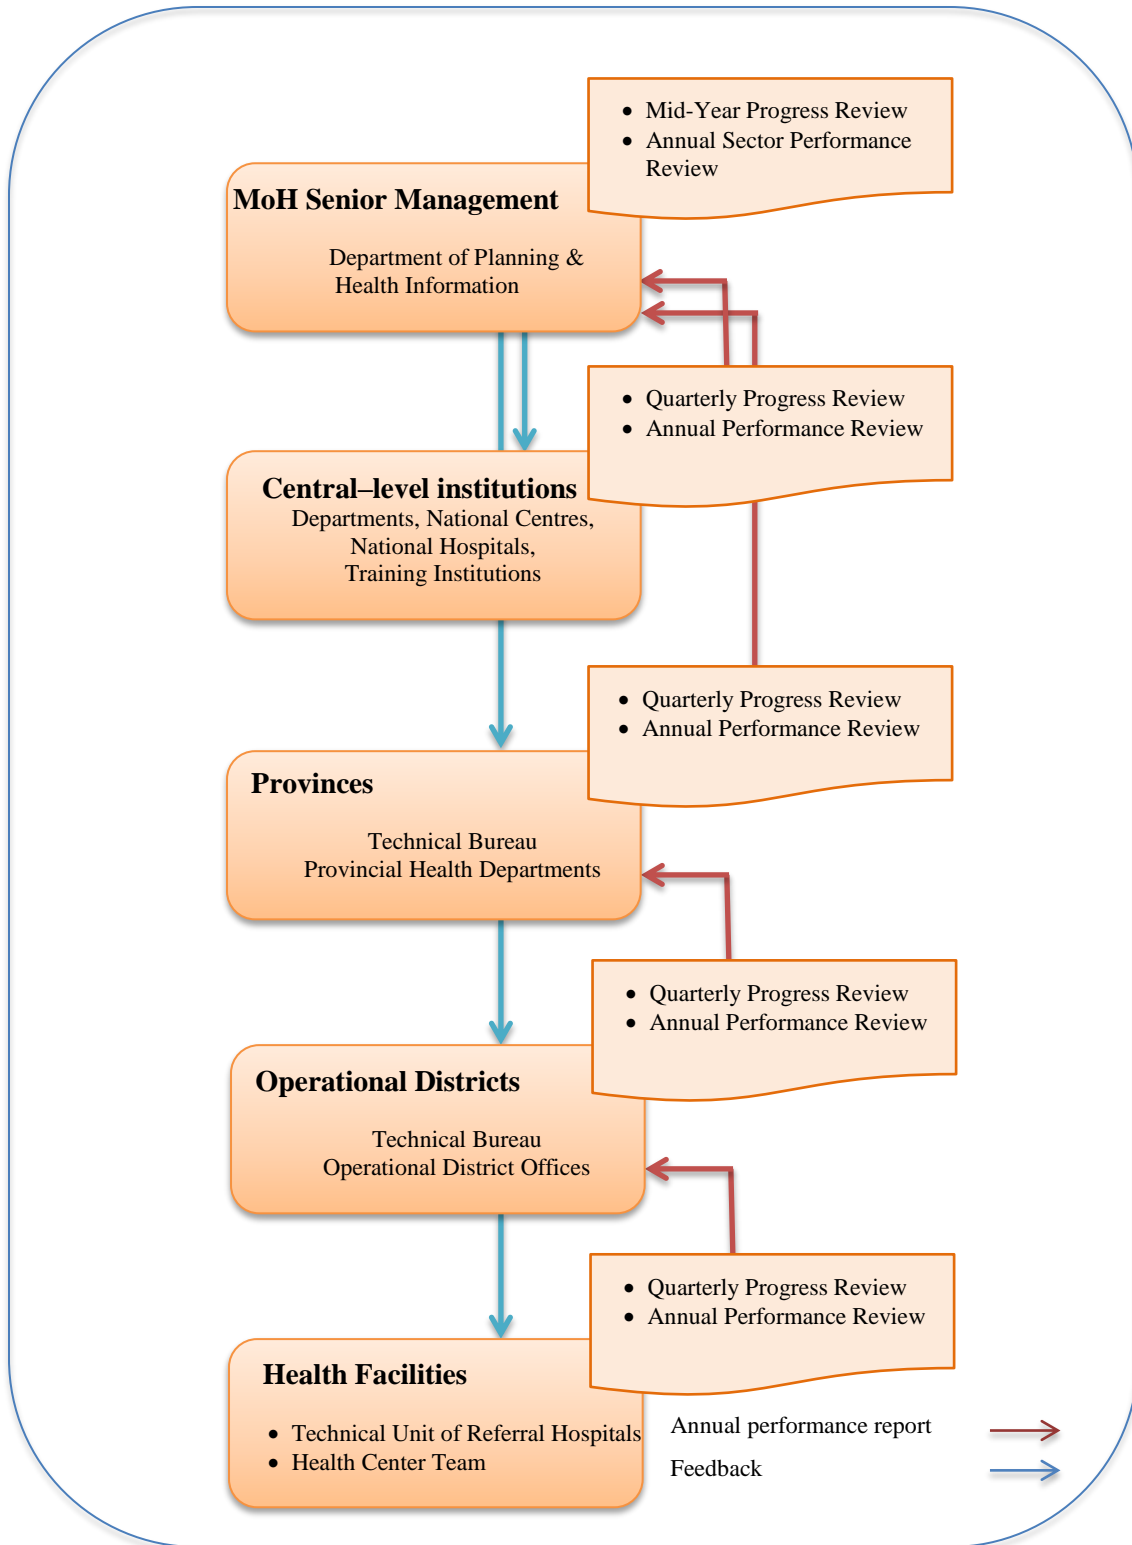 • Mid-Year Progress Review
• Annual Sector Performance
Review
MoH Senior Management
Department of Planning &
Health Information
• Quarterly Progress Review
• Annual Performance Review
Central–level institutions
Departments, National Centres,
National Hospitals,
Training Institutions
• Quarterly Progress Review
• Annual Performance Review
Provinces
Technical Bureau
Provincial Health Departments
• Quarterly Progress Review
• Annual Performance Review
Operational Districts
Technical Bureau
Operational District Offices
• Quarterly Progress Review
• Annual Performance Review
Health Facilities
• Technical Unit of Referral Hospitals
• Health Center Team
Annual performance report
Feedback